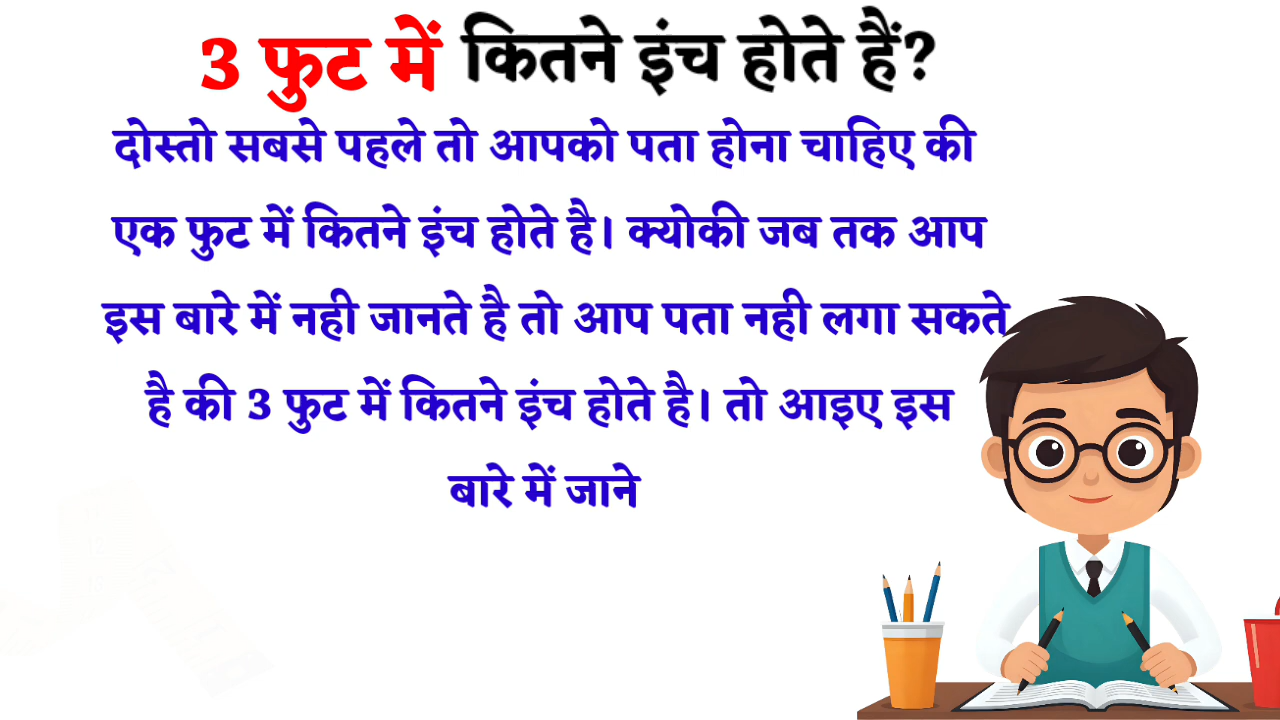 3 फुट में कितने इंच होते हैं?
दोस्तो सबसे पहले तो आपको पता होना चाहिए की
एक फुट में कितने इंच होते है। क्योकी जब तक आप
इस बारे में नही जानते है तो आप पता नही लगा सकते
है की 3 फुट में कितने इंच होते है। तो आइए इस
बारे में जाने